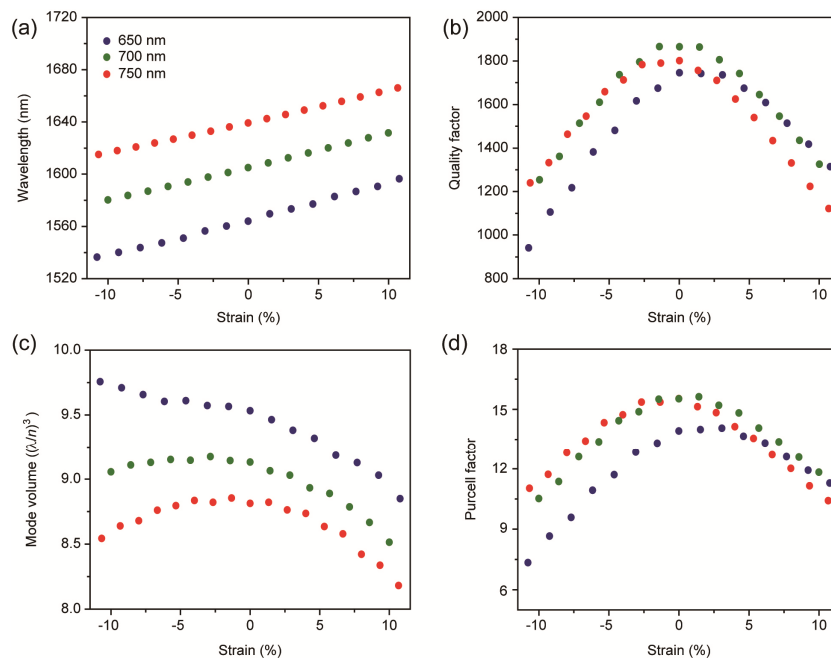 (a)
1720
1680
1640
1600
1560
1520
Wavelength (nm)
650 nm
700 nm
750 nm
-10 -5 0 5 10
Strain (%)
(b)
2000
1800
1600
1400
1200
1000
800
Quality factor
-10 -5 0 5 10
Strain (%)
(c)
10.0
9.5
9.0
8.5
8.0
Mode volume ((λ/n)³)
-10 -5 0 5 10
Strain (%)
(d)
18
15
12
9
6
Purcell factor
-10 -5 0 5 10
Strain (%)